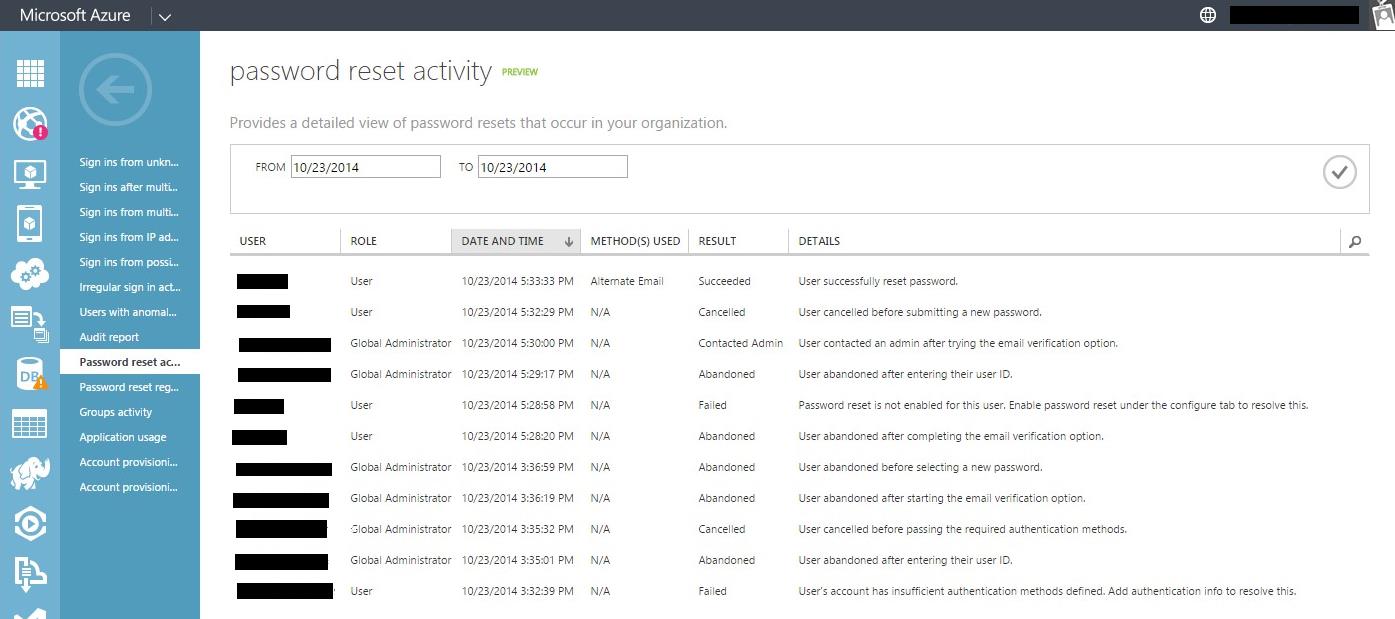 Microsoft Azure
password reset activity PREVIEW
Provides a detailed view of password resets that occur in your organization.
FROM 10/23/2014 TO 10/23/2014
Sign ins from unkn...
Sign ins after multi...
Sign ins from multi...
Sign ins from IP ad...
Sign ins from possi...
Irregular sign in act...
Users with anomal...
Audit report
Password reset ac...
Password reset reg...
Groups activity
Application usage
Account provisioni...
Account provisioni...
DB
USER ROLE DATE AND TIME METHOD(S) USED RESULT DETAILS
User 10/23/2014 5:33:33 PM Alternate Email Succeeded User successfully reset password.
User 10/23/2014 5:32:29 PM N/A Cancelled User cancelled before submitting a new password.
Global Administrator 10/23/2014 5:30:00 PM N/A Contacted Admin User contacted an admin after trying the email verification option.
Global Administrator 10/23/2014 5:29:17 PM N/A Abandoned User abandoned after entering their user ID.
User 10/23/2014 5:28:58 PM N/A Failed Password reset is not enabled for this user. Enable password reset under the configure tab to resolve this.
User 10/23/2014 5:28:20 PM N/A Abandoned User abandoned after completing the email verification option.
Global Administrator 10/23/2014 3:36:59 PM N/A Abandoned User abandoned before selecting a new password.
Global Administrator 10/23/2014 3:36:19 PM N/A Abandoned User abandoned after starting the email verification option.
Global Administrator 10/23/2014 3:35:32 PM N/A Cancelled User cancelled before passing the required authentication methods.
Global Administrator 10/23/2014 3:35:01 PM N/A Abandoned User abandoned after entering their user ID.
User 10/23/2014 3:32:39 PM N/A Failed User's account has insufficient authentication methods defined. Add authentication info to resolve this.